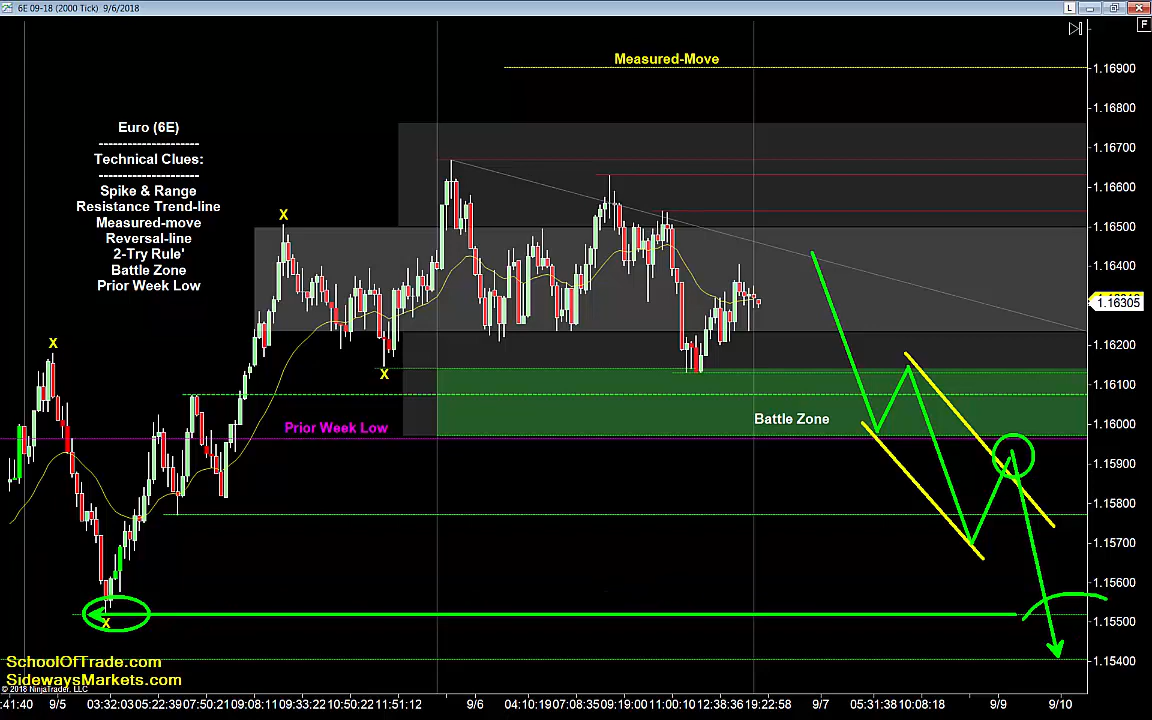 6E 09-18 (2000 Tick) 9/6/2018
L
F
Measured-Move
Euro (6E)
--------------------
Technical Clues:
--------------------
Spike & Range
Resistance Trend-line
Measured-move
Reversal-line
2-Try Rule'
Battle Zone
Prior Week Low
X
X
X
X
Prior Week Low
Battle Zone
1.16900
1.16800
1.16700
1.16600
1.16500
1.16400
1.16305
1.16200
1.16100
1.16000
1.15900
1.15800
1.15700
1.15600
1.15500
1.15400
SchoolOfTrade.com
SidewaysMarkets.com
© 2018 NinjaTrader, LLC
:41:40 9/5 03:32:03 05:22:39 07:50:21 09:08:11 09:33:22 10:50:22 11:51:12 9/6 04:10:19 07:08:35 09:19:00 11:00:10 12:38:36 19:22:58 9/7 05:31:38 10:08:18 9/9 9/10